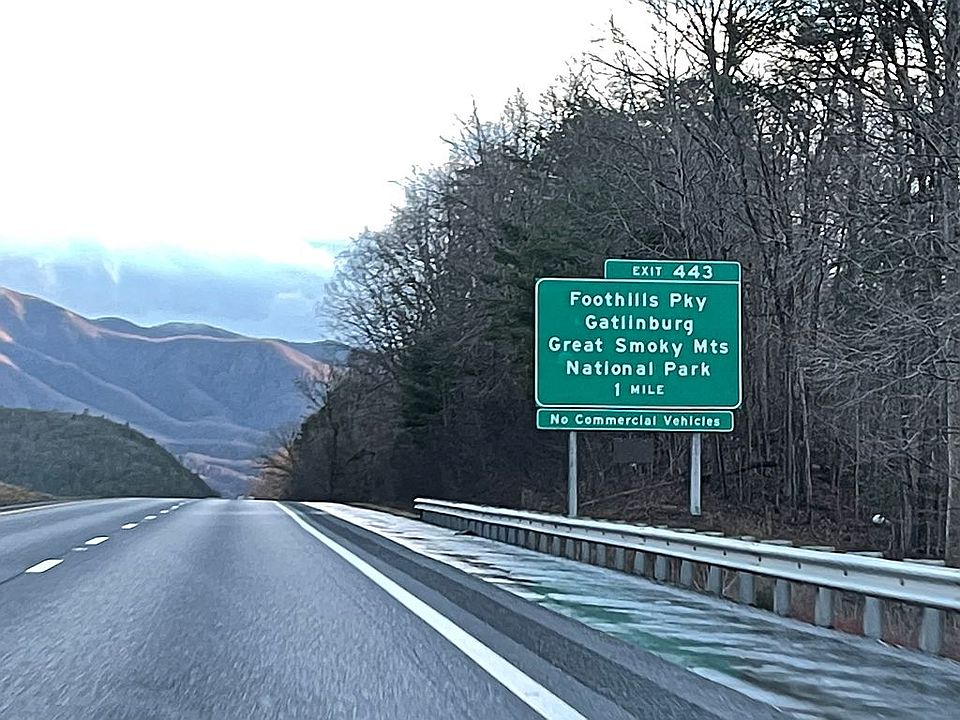 EXIT 443
Foothills Pky
Gatlinburg
Great Smoky Mts
National Park
1 MILE
No Commercial Vehicles